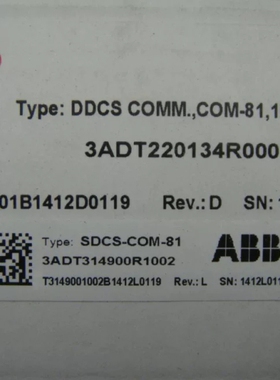 Type: DDCS COMM.,COM-81,1
3ADT220134R000
01B1412D0119 Rev.: D SN: 1
Type: SDCS-COM-81 ABB
3ADT314900R1002
T3149001002B1412L0119 Rev.: L SN: 1412L011